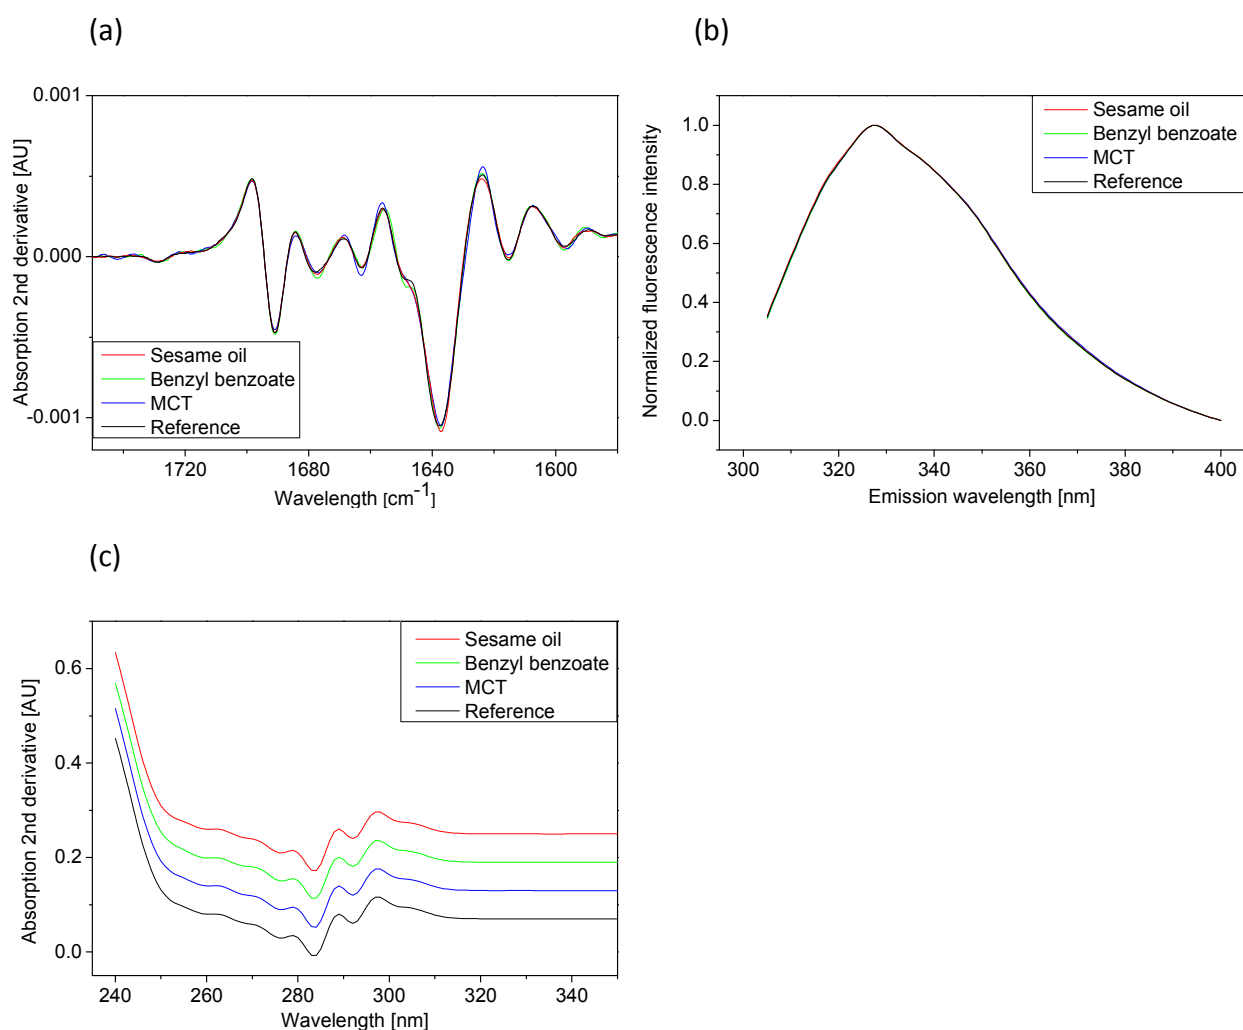 (a)
Absorption 2nd derivative [AU]
0.001
0.000
-0.001
Sesame oil
Benzyl benzoate
MCT
Reference
1720 1680 1640 1600
Wavelength [cm-1]
(b)
Normalized fluorescence intensity
1.0
0.8
0.6
0.4
0.2
0.0
Sesame oil
Benzyl benzoate
MCT
Reference
300 320 340 360 380 400
Emission wavelength [nm]
(c)
Absorption 2nd derivative [AU]
0.6
0.4
0.2
0.0
Sesame oil
Benzyl benzoate
MCT
Reference
240 260 280 300 320 340
Wavelength [nm]